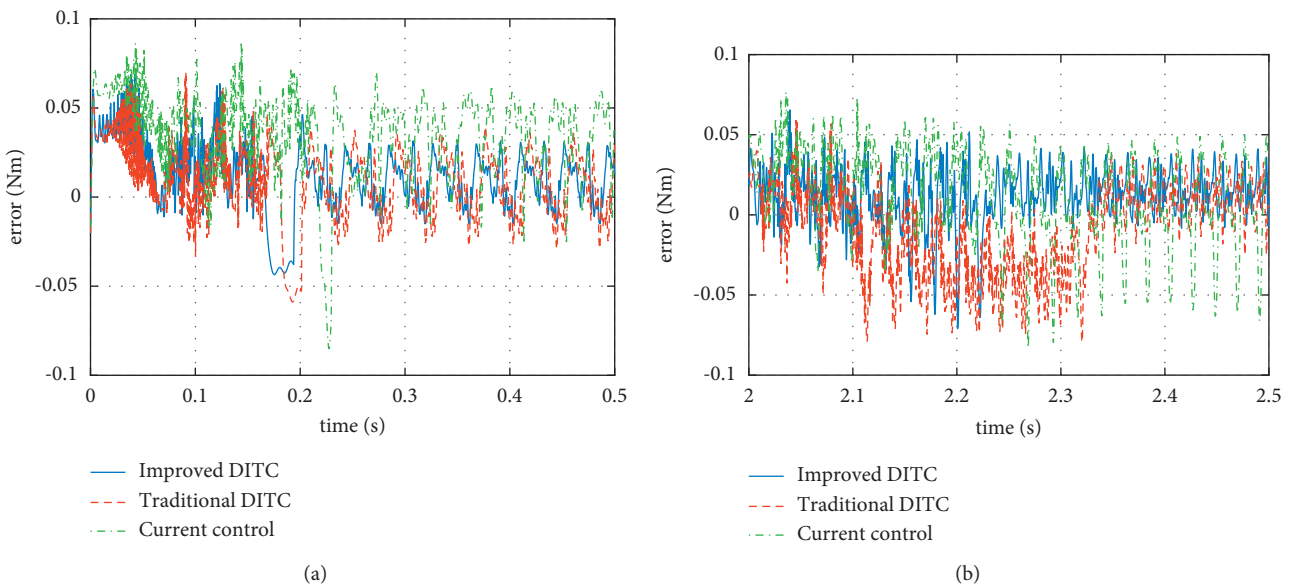 0.1
0.05
0
-0.05
-0.1
error (Nm)
0 0.1 0.2 0.3 0.4 0.5
time (s)
Improved DITC
Traditional DITC
Current control
(a)
0.1
0.05
0
-0.05
-0.1
error (Nm)
2 2.1 2.2 2.3 2.4 2.5
time (s)
Improved DITC
Traditional DITC
Current control
(b)